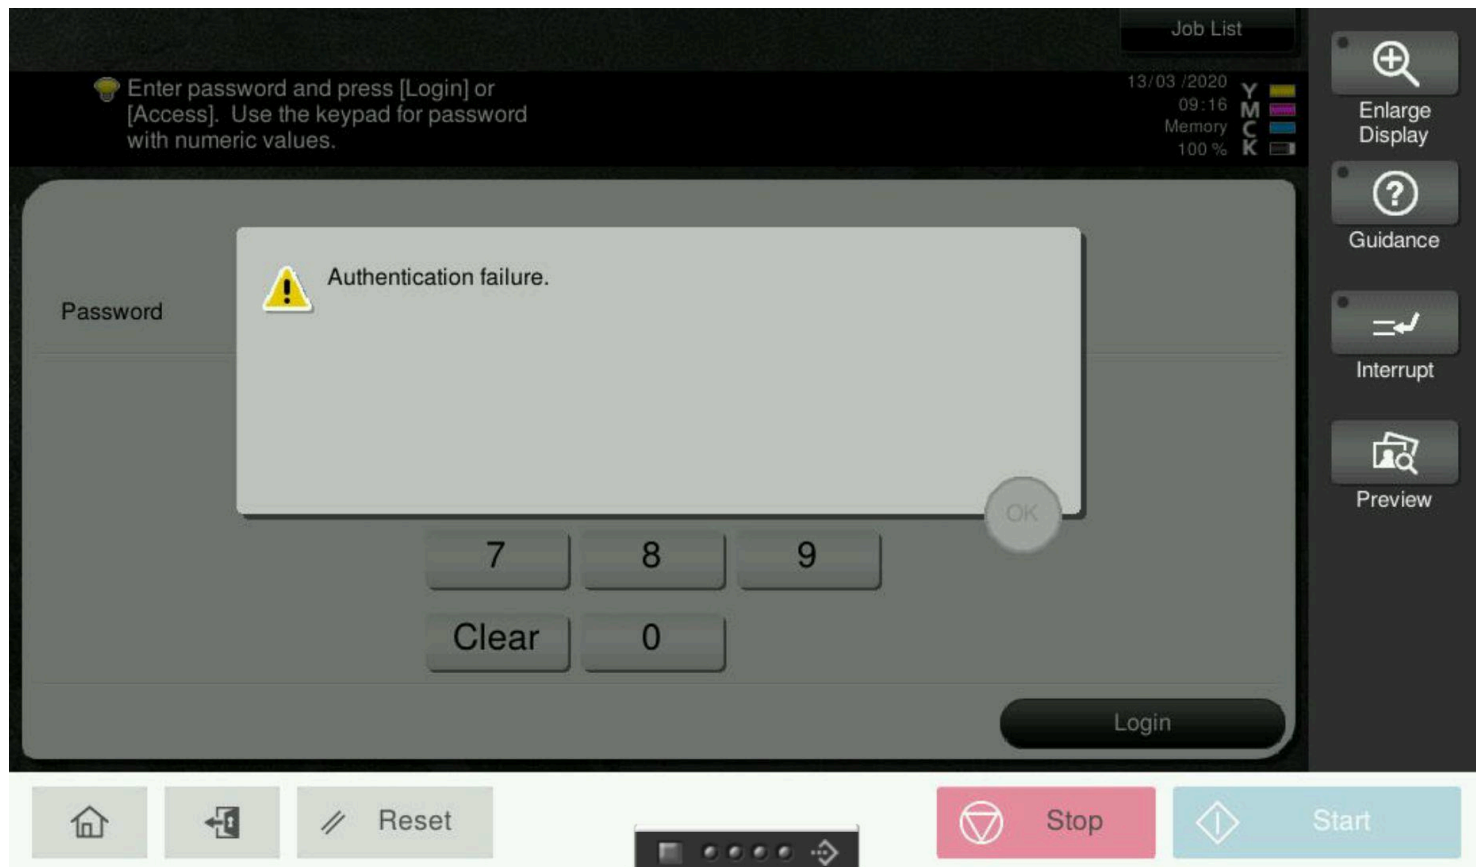 Job List
Enter password and press [Login] or
[Access].  Use the keypad for password
with numeric values.
13/03 /2020
09:16
Memory
100 %
Y
M
C
K
Enlarge
Display
Guidance
Interrupt
Preview
Password
Authentication failure.
OK
7 8 9
Clear 0
Login
Reset
Stop
Start